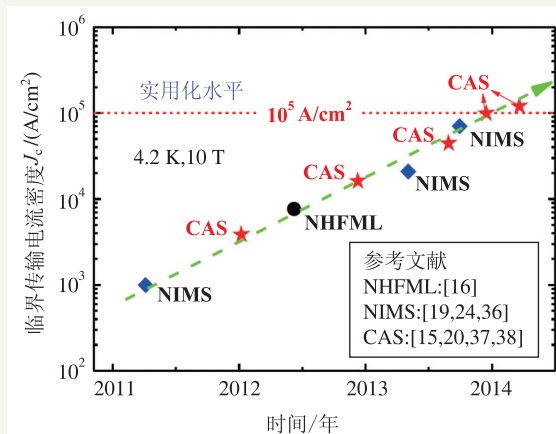 10^6
10^5
10^4
10^3
10^2
临界传输电流密度J_c/(A/cm^2)
实用化水平
CAS
10^5 A/cm^2
4.2 K,10 T
CAS
NIMS
CAS
NIMS
CAS
NHFML
NIMS
参考文献
NHFML:[16]
NIMS:[19,24,36]
CAS:[15,20,37,38]
2011 2012 2013 2014
时间/年